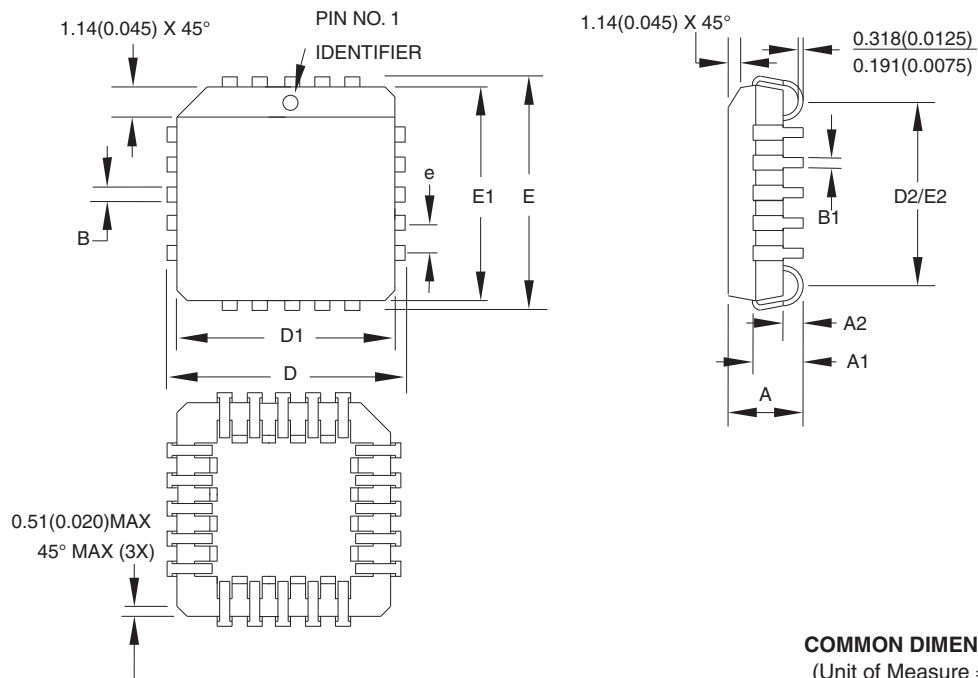 1.14(0.045) X 45°
PIN NO. 1
IDENTIFIER
1.14(0.045) X 45°
0.318(0.0125)
0.191(0.0075)
e
E1
E
B
B1
D2/E2
D1
D
A2
A1
A
0.51(0.020)MAX
45° MAX (3X)
COMMON DIMEN
(Unit of Measure